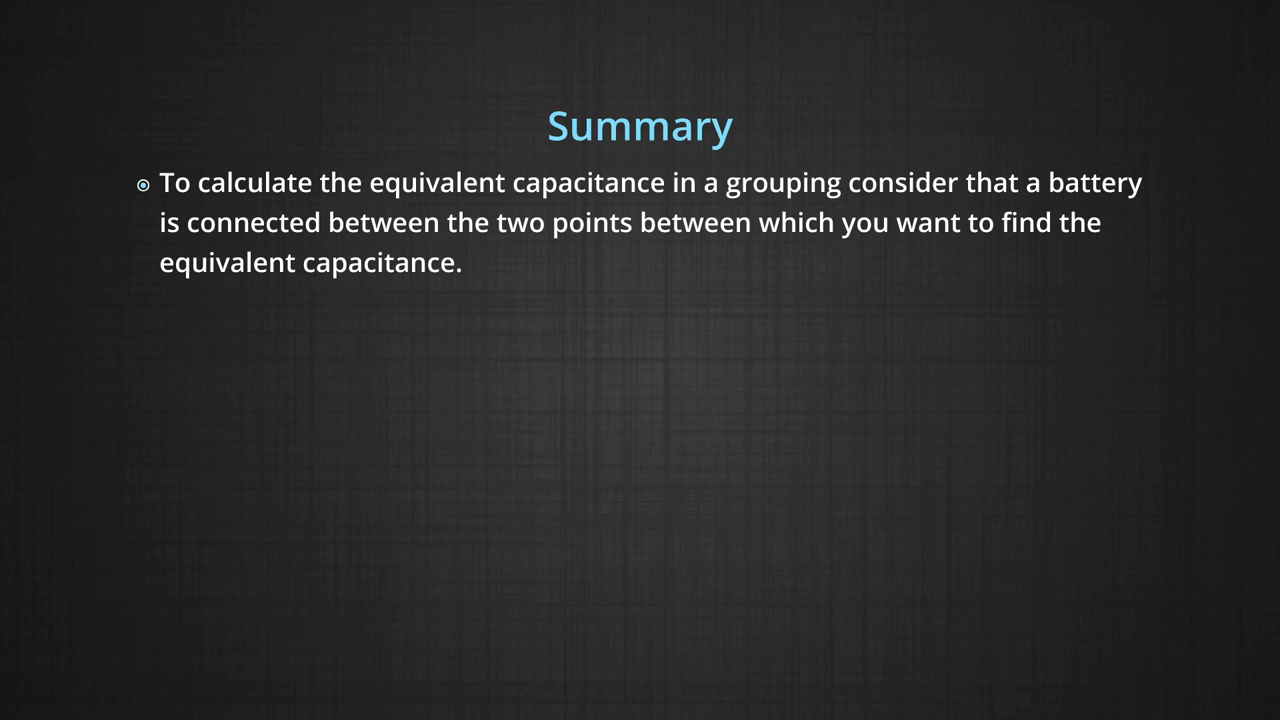 Summary
To calculate the equivalent capacitance in a grouping consider that a battery
is connected between the two points between which you want to find the
equivalent capacitance.